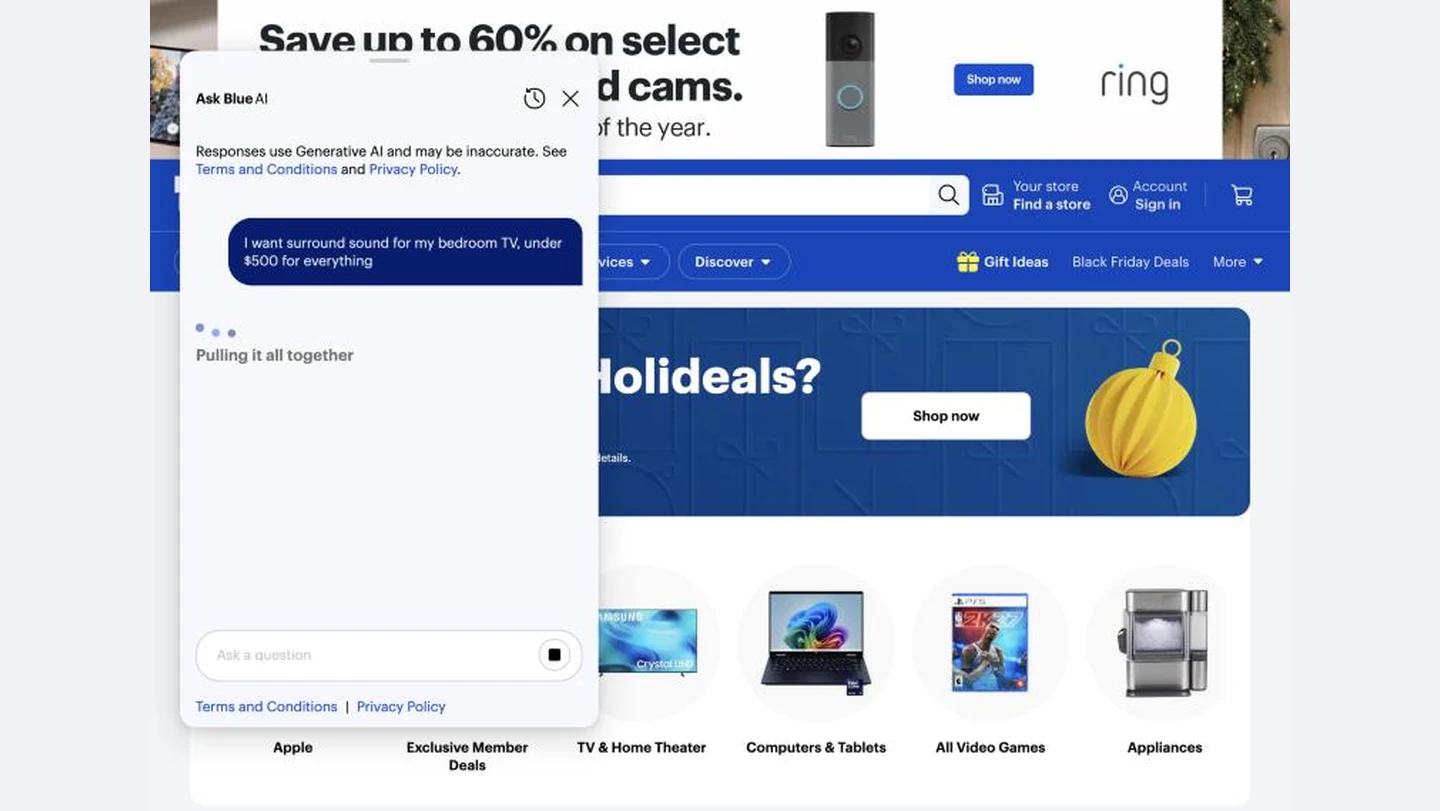 Save up to 60% on select
d cams.
of the year.
Shop now
ring
Ask Blue AI
Responses use Generative AI and may be inaccurate. See
Terms and Conditions and Privacy Policy.
I want surround sound for my bedroom TV, under
$500 for everything
Pulling it all together
Ask a question
Terms and Conditions | Privacy Policy
Your store
Find a store
Account
Sign in
vices
Discover
Gift Ideas
Black Friday Deals
More
Holideals?
Shop now
details.
SAMSUNG
Crystal UHD
PS5
2K27
Apple
Exclusive Member
Deals
TV & Home Theater
Computers & Tablets
All Video Games
Appliances